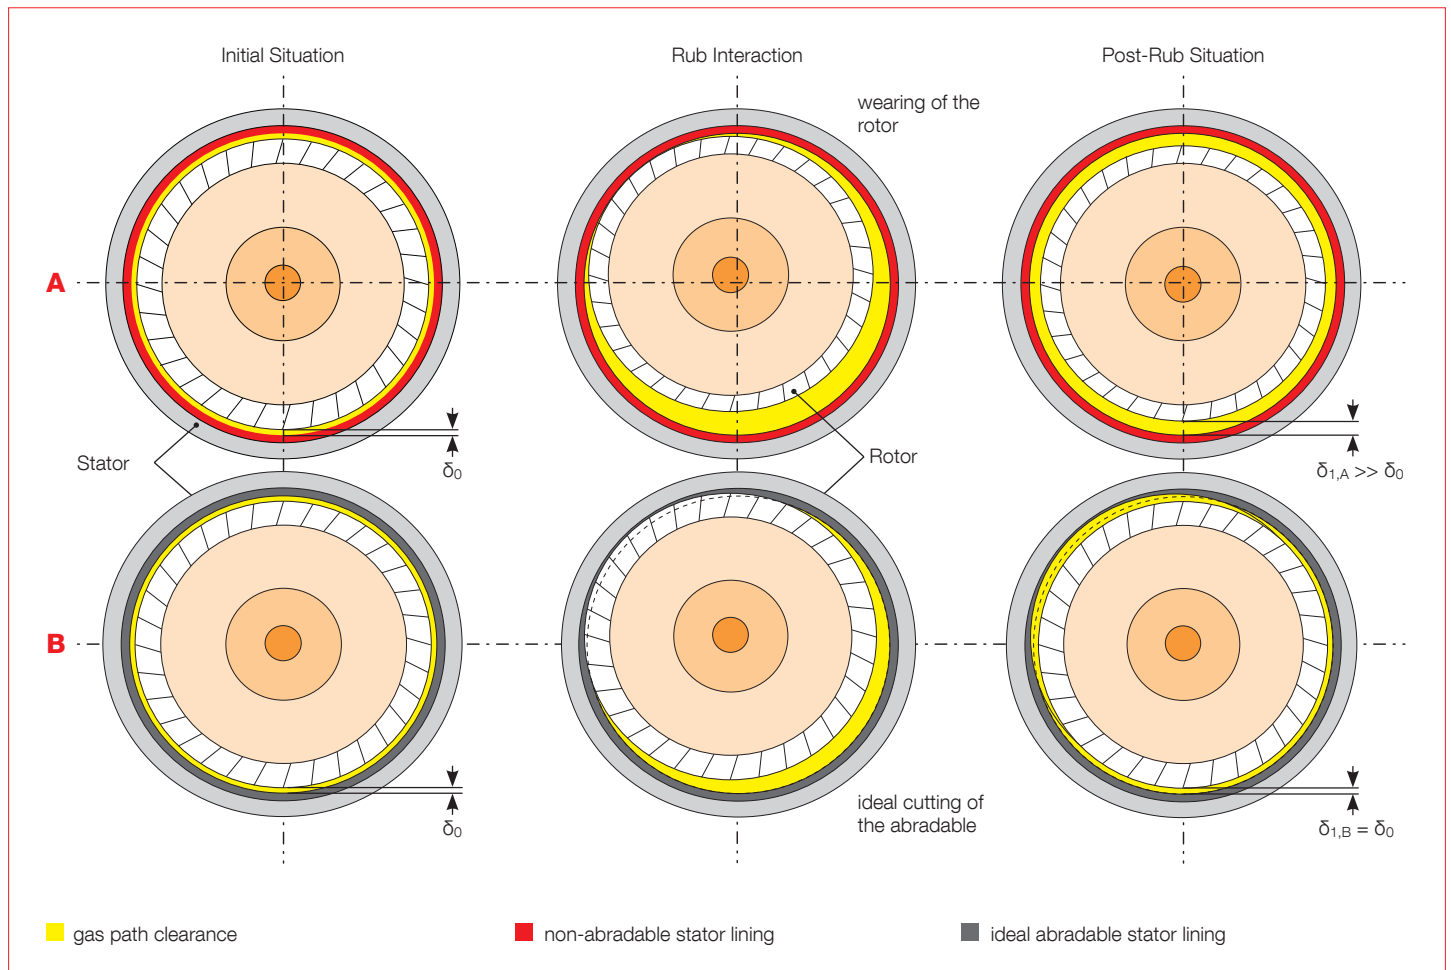 Initial Situation
Rub Interaction
Post-Rub Situation
wearing of the
rotor
A
Stator
δ0
Rotor
δ1,A >> δ0
B
ideal cutting of
the abradable
δ0
δ1,B = δ0
gas path clearance
non-abradable stator lining
ideal abradable stator lining